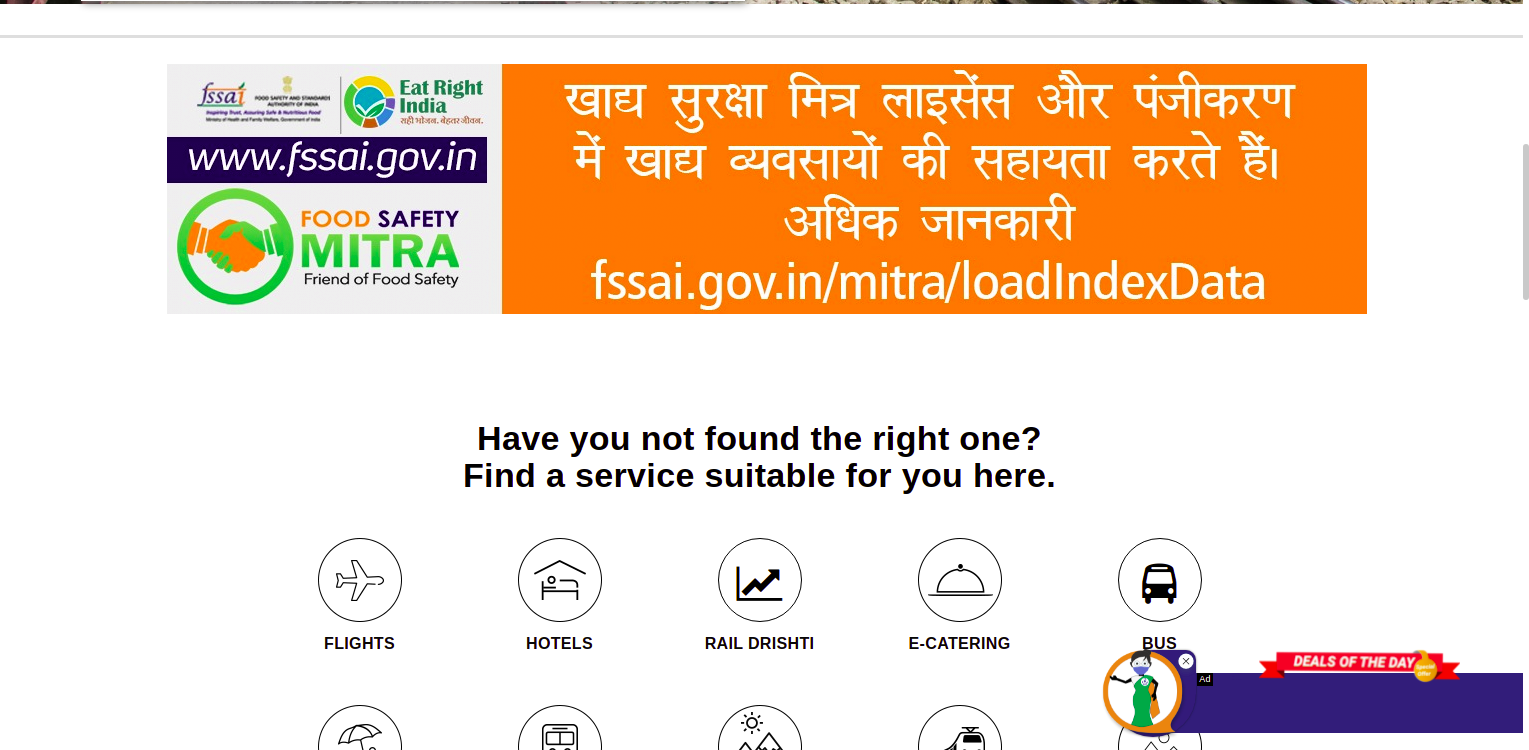 fssai
FOOD SAFETY AND STANDARDS
AUTHORITY OF INDIA
Inspiring Trust, Assuring Safe & Nutritious Food
Ministry of Health and Family Welfare, Government of India
Eat Right
India
सही भोजन. बेहतर जीवन.
www.fssai.gov.in
FOOD SAFETY
MITRA
Friend of Food Safety
खाद्य सुरक्षा मित्र लाइसेंस और पंजीकरण
में खाद्य व्यवसायों की सहायता करते हैं।
अधिक जानकारी
fssai.gov.in/mitra/loadIndexData
Have you not found the right one?
Find a service suitable for you here.
FLIGHTS
HOTELS
RAIL DRISHTI
E-CATERING
BUS
DEALS OF THE DAY
Special
Offer
Ad